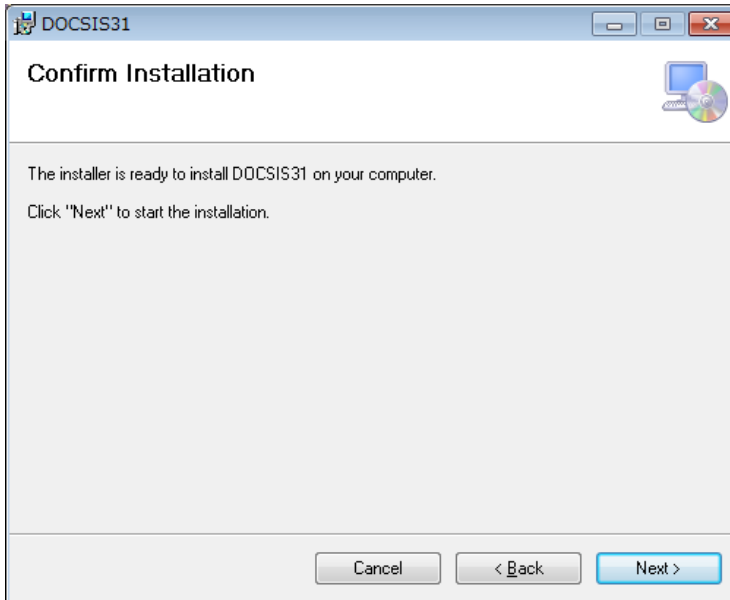 DOCSIS31
Confirm Installation
The installer is ready to install DOCSIS31 on your computer.
Click "Next" to start the installation.
Cancel
< Back
Next >